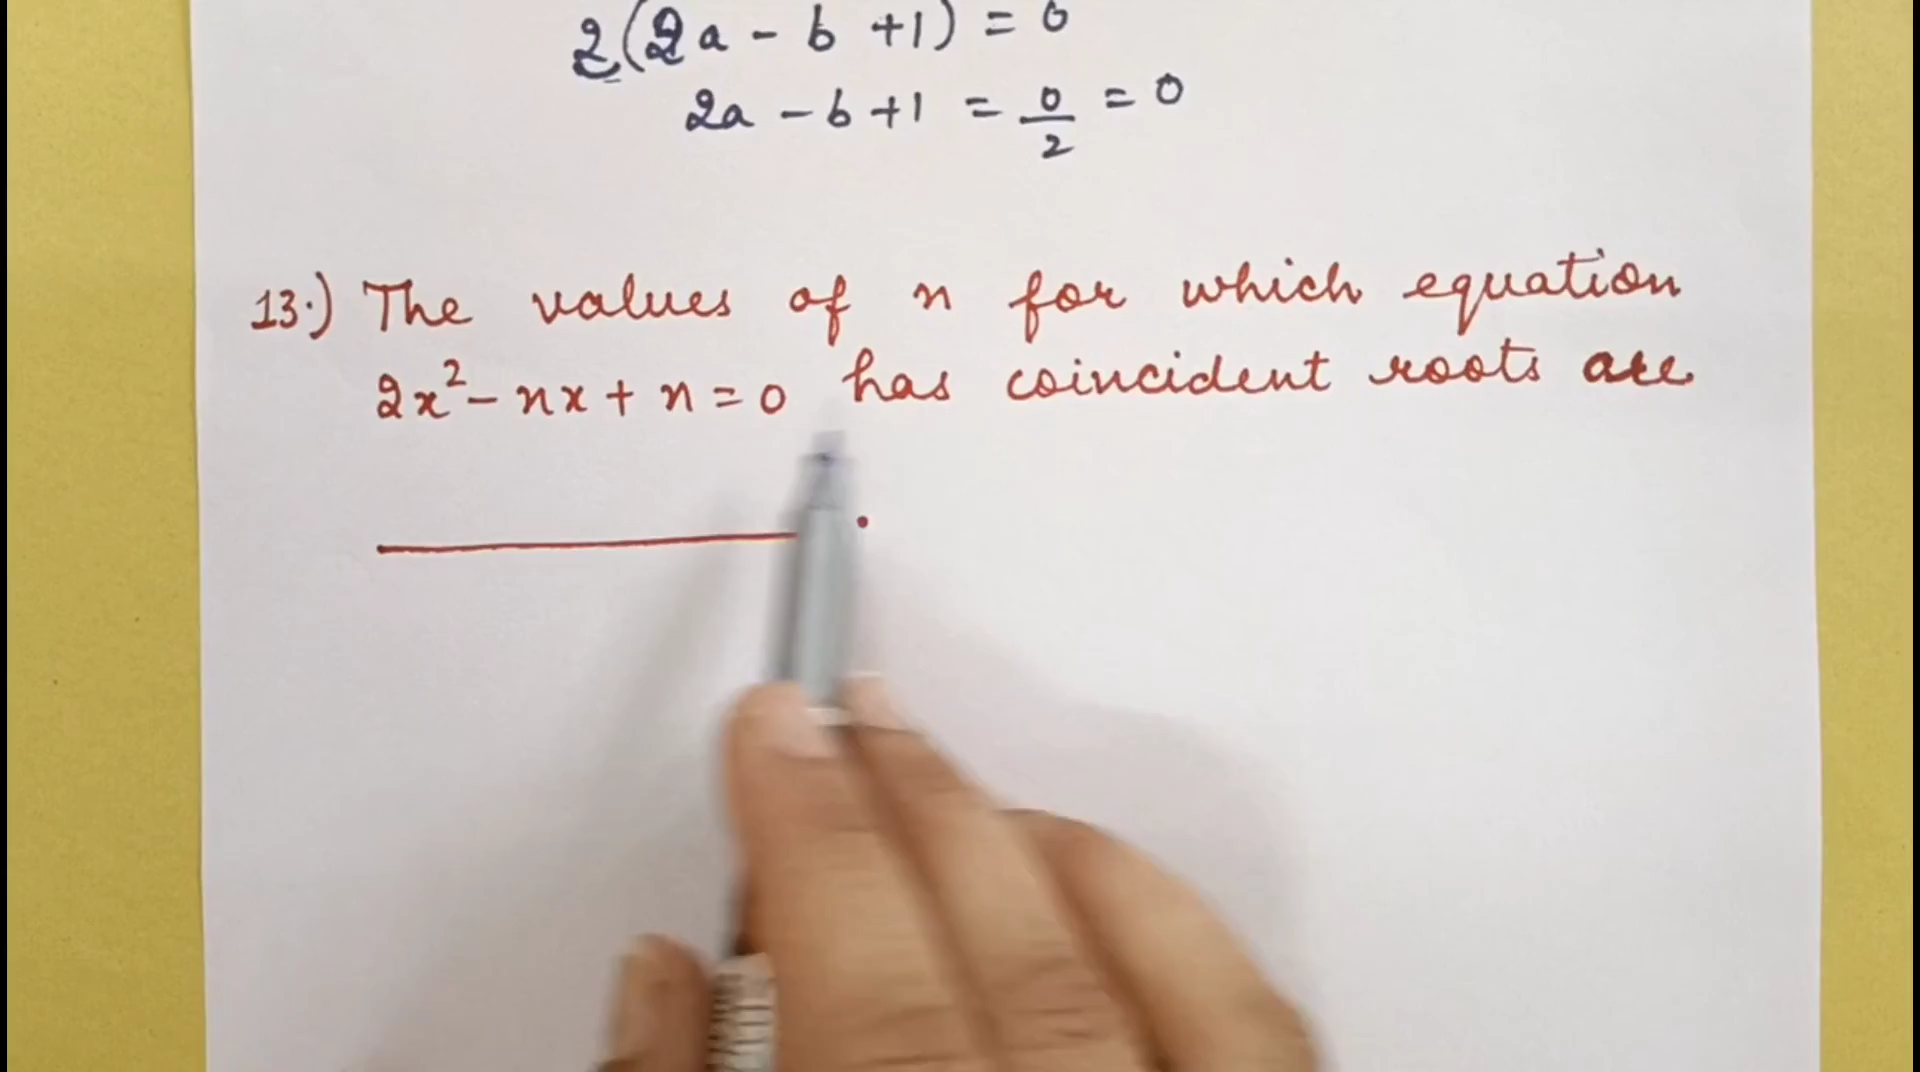 2(2a - b + 1) = 0
2a - b + 1 = 0/2 = 0
13.) The values of n for which equation
2x² - nx + n = 0 has coincident roots are
__________ .